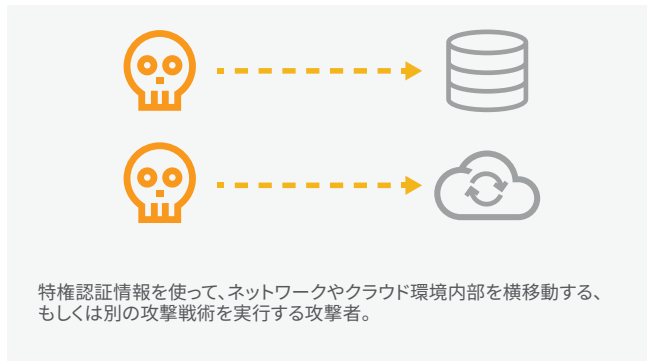 特権認証情報を使って、ネットワークやクラウド環境内部を横移動する、
もしくは別の攻撃戦術を実行する攻撃者。